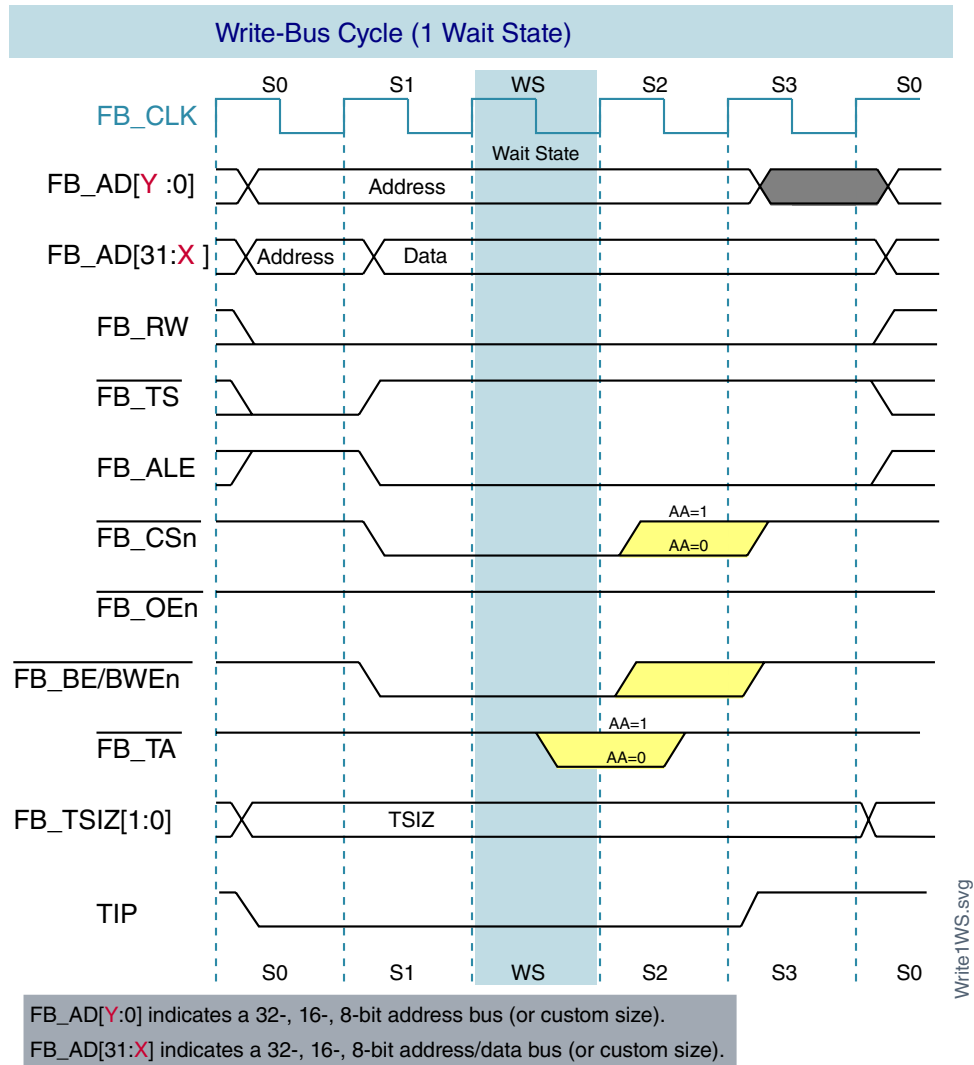 Write-Bus Cycle (1 Wait State)
S0 S1 WS S2 S3 S0
FB_CLK
Wait State
FB_AD[Y :0] Address
FB_AD[31:X ] Address Data
FB_RW
FB_TS
FB_ALE
FB_CSn
AA=1
AA=0
FB_OEn
FB_BE/BWEn
FB_TA
AA=1
AA=0
FB_TSIZ[1:0] TSIZ
TIP
S0 S1 WS S2 S3 S0
Write1WS.svg
FB_AD[Y:0] indicates a 32-, 16-, 8-bit address bus (or custom size).
FB_AD[31:X] indicates a 32-, 16-, 8-bit address/data bus (or custom size).